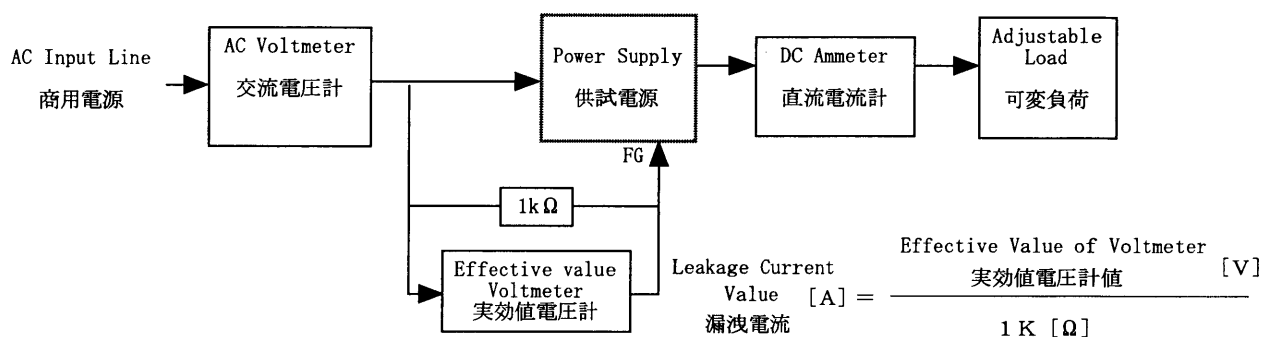 AC Input Line
商用電源
AC Voltmeter
交流電圧計
Power Supply
供試電源
DC Ammeter
直流電流計
Adjustable
Load
可変負荷
FG
1kΩ
Effective value
Voltmeter
実効値電圧計
Leakage Current
Value
漏洩電流
[A] =
Effective Value of Voltmeter
実効値電圧計値
[V]
1K [Ω]